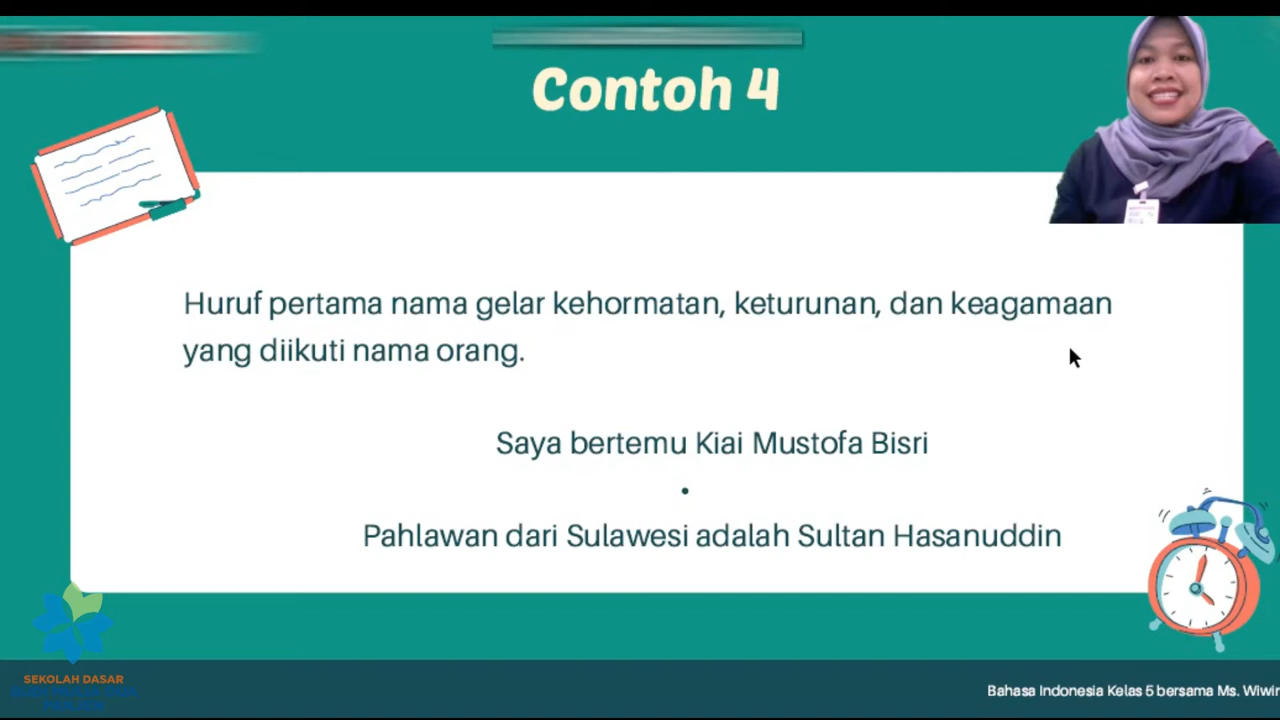 Contoh 4
Huruf pertama nama gelar kehormatan, keturunan, dan keagamaan
yang diikuti nama orang.
Saya bertemu Kiai Mustofa Bisri
•
Pahlawan dari Sulawesi adalah Sultan Hasanuddin
SEKOLAH DASAR
Bahasa Indonesia Kelas 5 bersama Ms. Wiwin